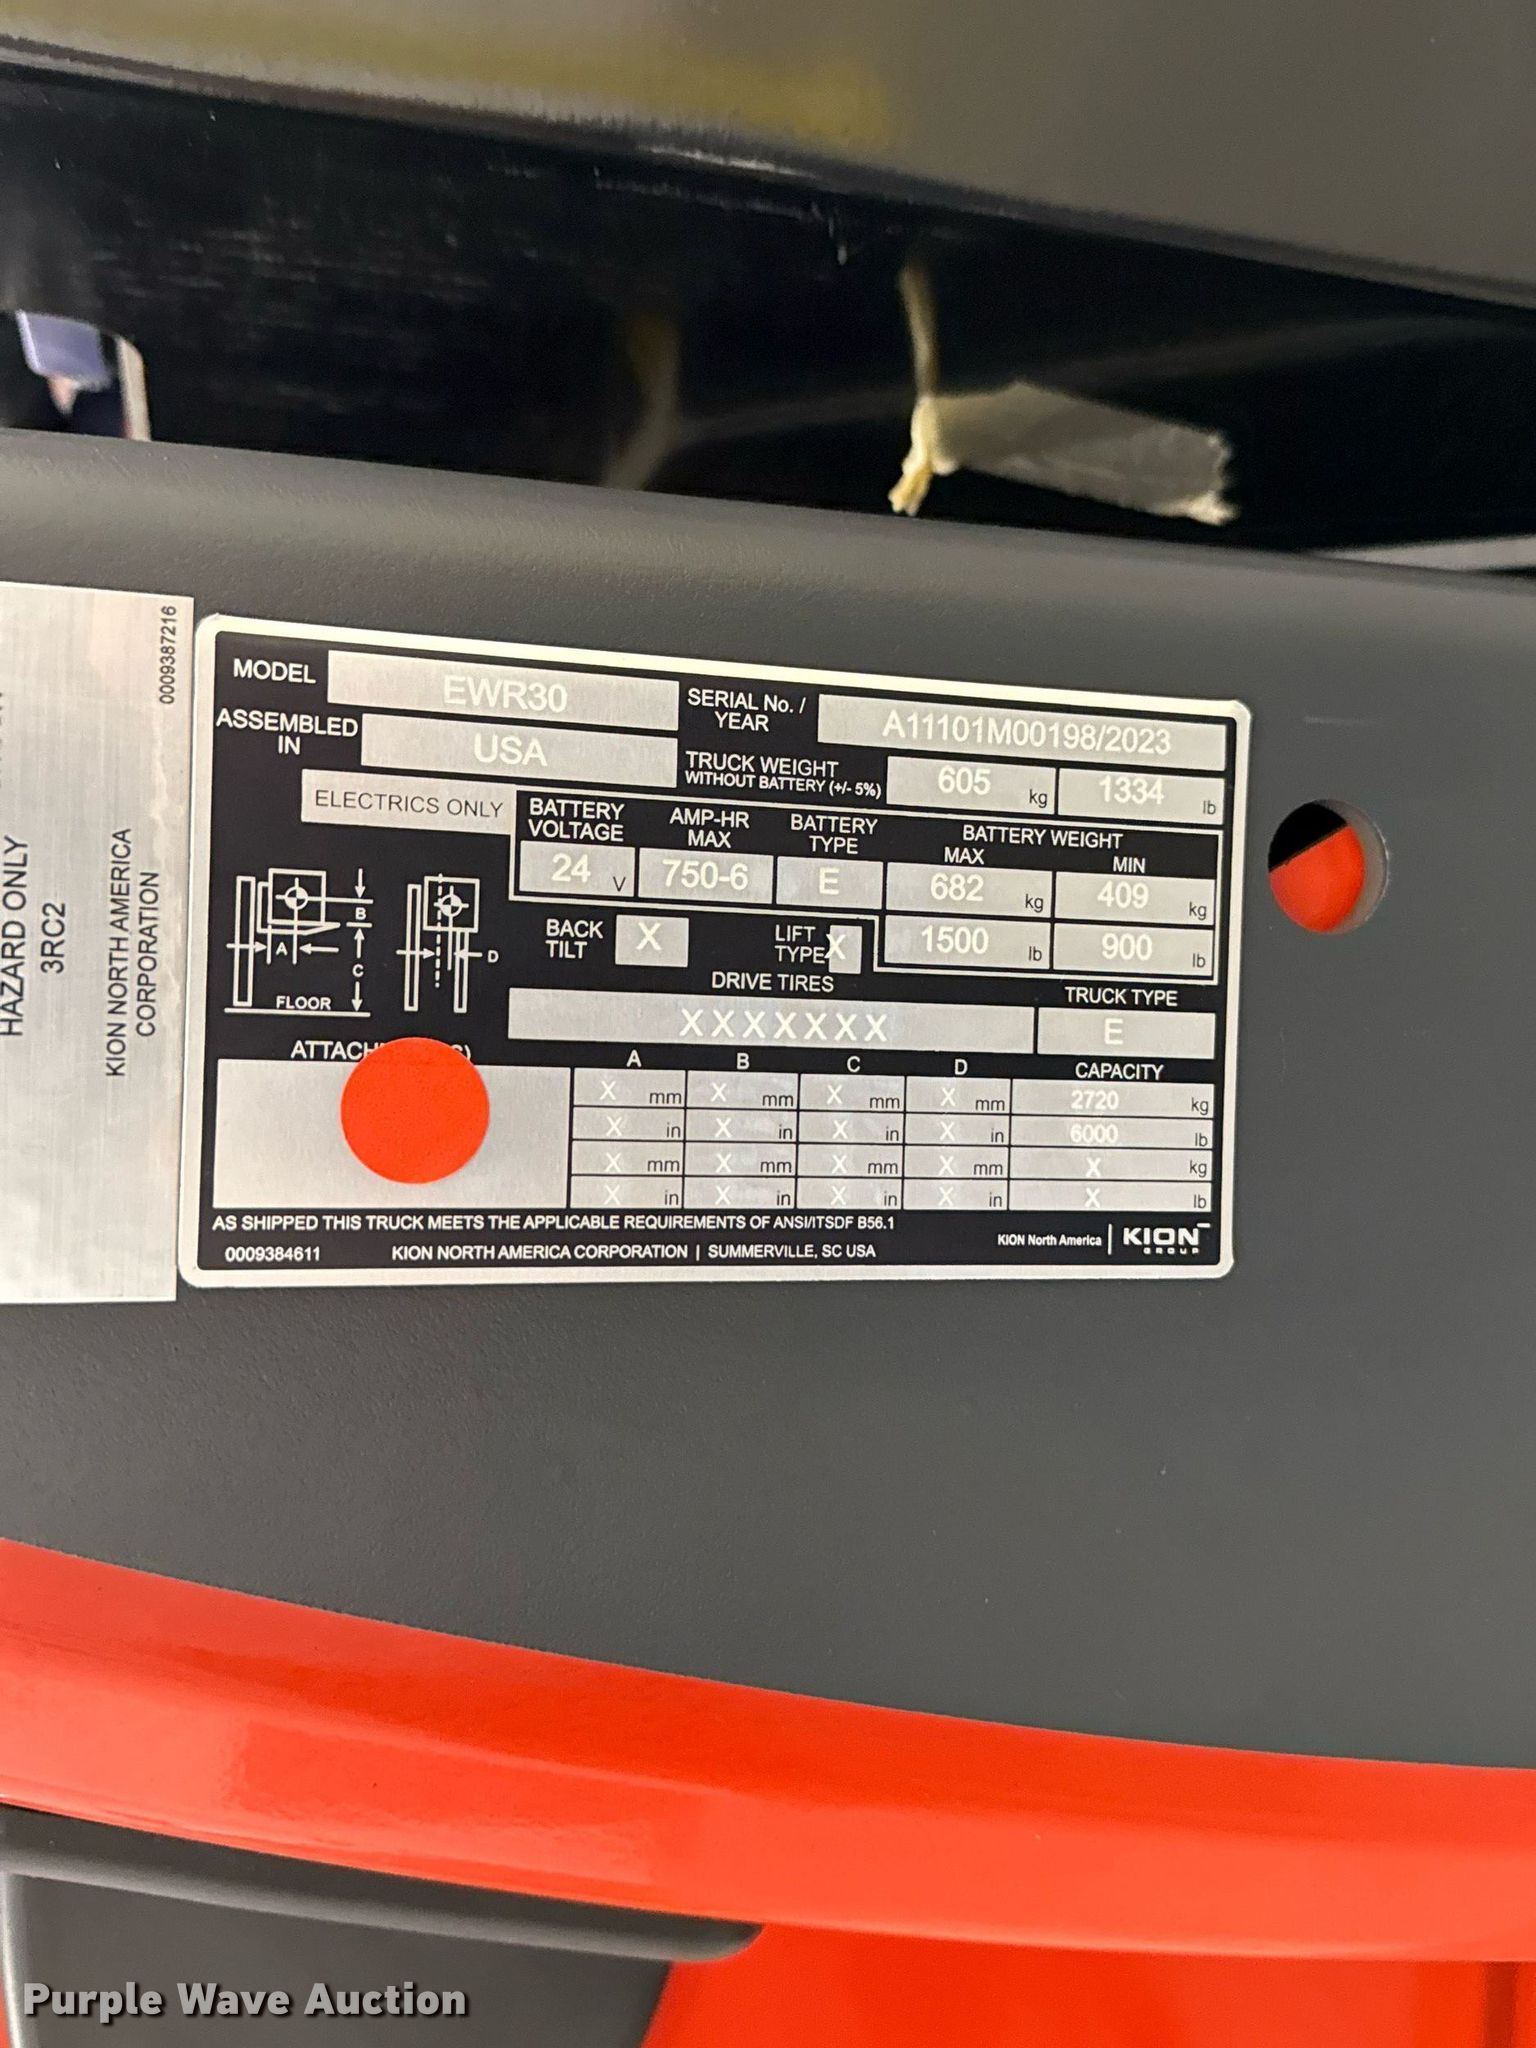 0009387216
HAZARD ONLY
3RC2
KION NORTH AMERICA
CORPORATION
MODEL EWR30 SERIAL No. / YEAR A11101M00198/2023
ASSEMBLED IN USA TRUCK WEIGHT WITHOUT BATTERY (+/- 5%) 605 kg 1334 lb
ELECTRICS ONLY
BATTERY VOLTAGE AMP-HR MAX BATTERY TYPE BATTERY WEIGHT
MAX MIN
24 V 750-6 E 682 kg 409 kg
BACK TILT X LIFT TYPE X 1500 lb 900 lb
A B C D
FLOOR
DRIVE TIRES TRUCK TYPE
XXXXXXX E
A B C D CAPACITY
X mm X mm X mm X mm 2720 kg
X in X in X in X in 6000 lb
X mm X mm X mm X mm X kg
X in X in X in X in X lb
AS SHIPPED THIS TRUCK MEETS THE APPLICABLE REQUIREMENTS OF ANSI/ITSDF B56.1
0009384611 KION NORTH AMERICA CORPORATION | SUMMERVILLE, SC USA
KION North America | KION GROUP
Purple Wave Auction